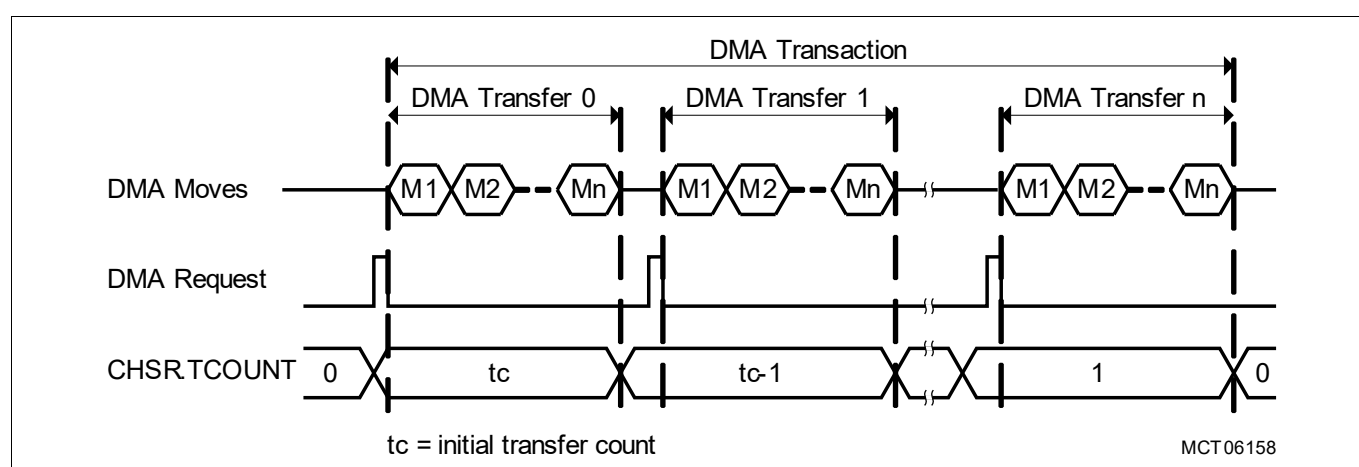 DMA Transaction
DMA Transfer 0 DMA Transfer 1 DMA Transfer n
DMA Moves M1 M2 Mn M1 M2 Mn M1 M2 Mn
DMA Request
CHSR.TCOUNT 0 tc tc-1 1 0
tc = initial transfer count MCT06158